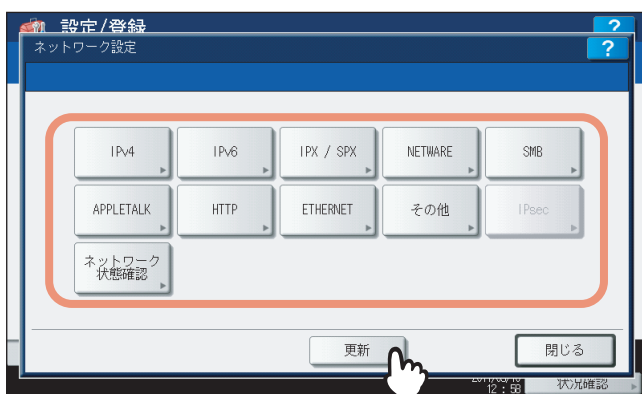 設定/登録
?
ネットワーク設定
?
IPv4
IPv6
IPX / SPX
NETWARE
SMB
APPLETALK
HTTP
ETHERNET
その他
IPsec
ネットワーク
状態確認
更新
閉じる
12:58
状況確認